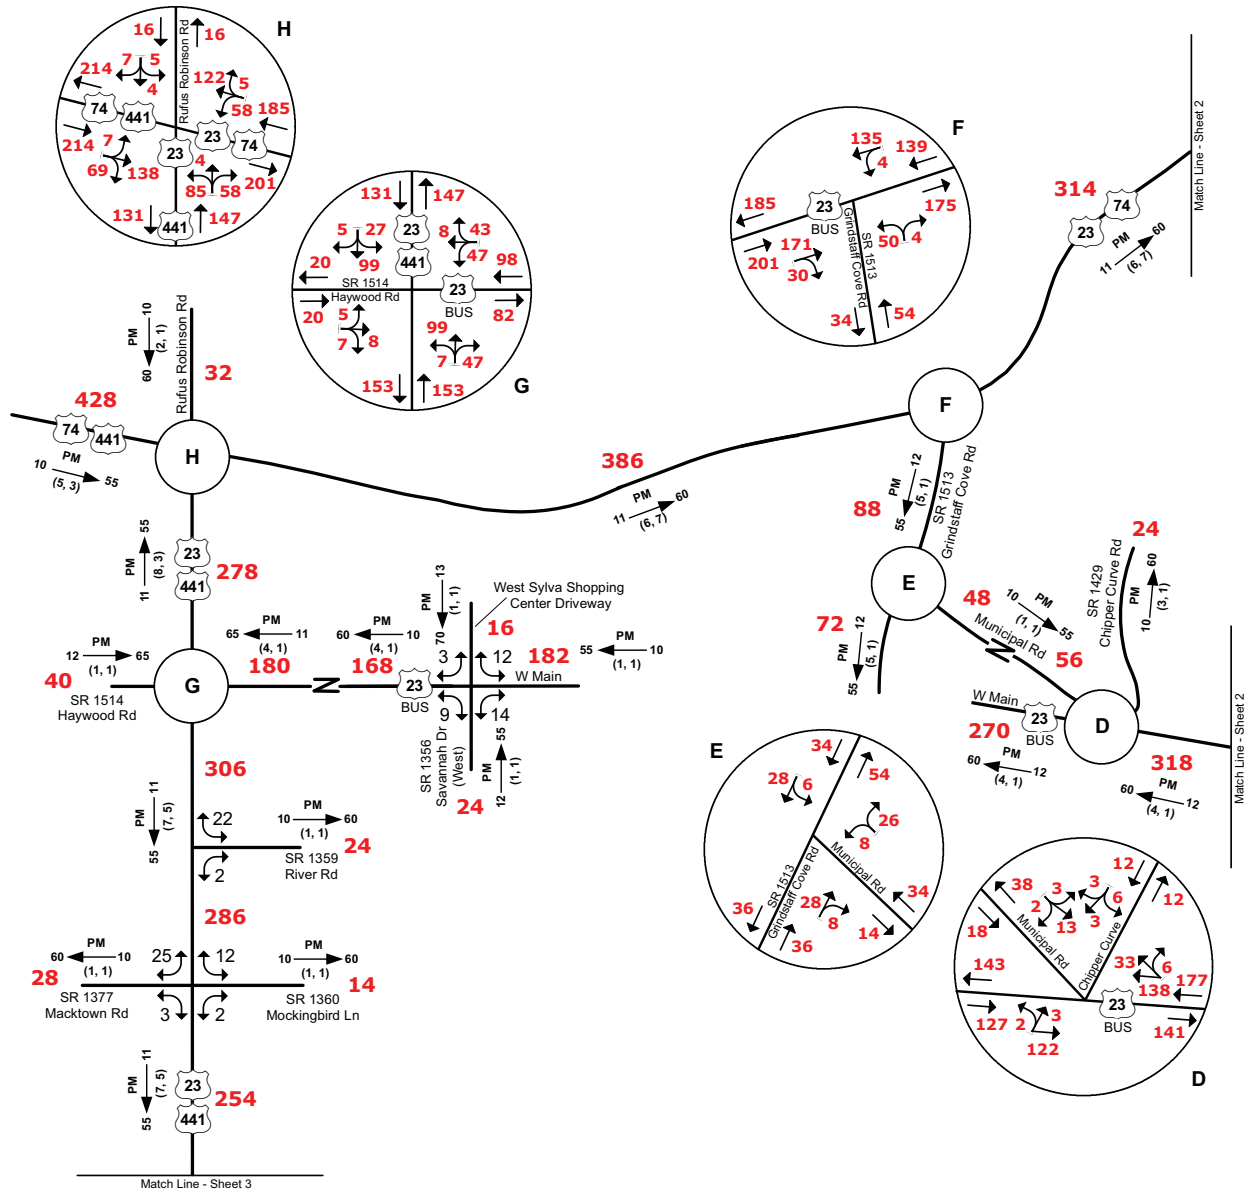 H
16
16
Rufus Robinson Rd
7 5
4
214
122 5
58
185
74
441
23
74
23
214
7
69 138
4
85 58
201
131
147
441
131
147
23
441
5 27
99
8 43
47
20
98
SR 1514
Haywood Rd
23
BUS
20
82
5
7 8
99
7 47
153
153
G
F
135
4
139
185
175
23
BUS
SR 1513
Grindstaff Cove Rd
50 4
171
30
201
34
54
Match Line - Sheet 2
314
74
23
PM
11 60
(6, 7)
PM
10
60
(2, 1)
Rufus Robinson Rd
32
428
74
441
PM
10 55
(5, 3)
H
386
PM
11 60
(6, 7)
F
PM
12
55
(5, 1)
SR 1513
Grindstaff Cove Rd
88
E
24
SR 1429
Chipper Curve Rd
PM
10 60
(3, 1)
PM
11 55
(8, 3)
23
441
278
PM
13
70
(1, 1)
West Sylva Shopping
Center Driveway
16
PM
65 11
(4, 1)
180
PM
60 10
(4, 1)
168
3 12
182
W Main
PM
55 10
(1, 1)
PM
12 65
(1, 1)
40
SR 1514
Haywood Rd
G
23
BUS
9 14
SR 1356
Savannah Dr
(West)
24
PM
12 55
(1, 1)
72
PM
12
55
(5, 1)
48
PM
10 55
(1, 1)
Municipal Rd
56
W Main
23
BUS
270
PM
60 12
(4, 1)
D
318
PM
60 12
(4, 1)
Match Line - Sheet 2
306
PM
11
55
(7, 5)
22
2
PM
10 60
(1, 1)
24
SR 1359
River Rd
286
PM
60 10
(1, 1)
25 12
PM
10 60
(1, 1)
28
14
SR 1377
Macktown Rd
SR 1360
Mockingbird Ln
3 2
PM
11
55
(7, 5)
23
441
254
Match Line - Sheet 3
E
34
54
28 6
26
8
SR 1513
Grindstaff Cove Rd
Municipal Rd
28
8
36
36
34
14
12
12
38
3
2
13
3
6
3
18
Municipal Rd
Chipper Curve
143
33 6
138 177
23
BUS
127
2 3
122
141
D